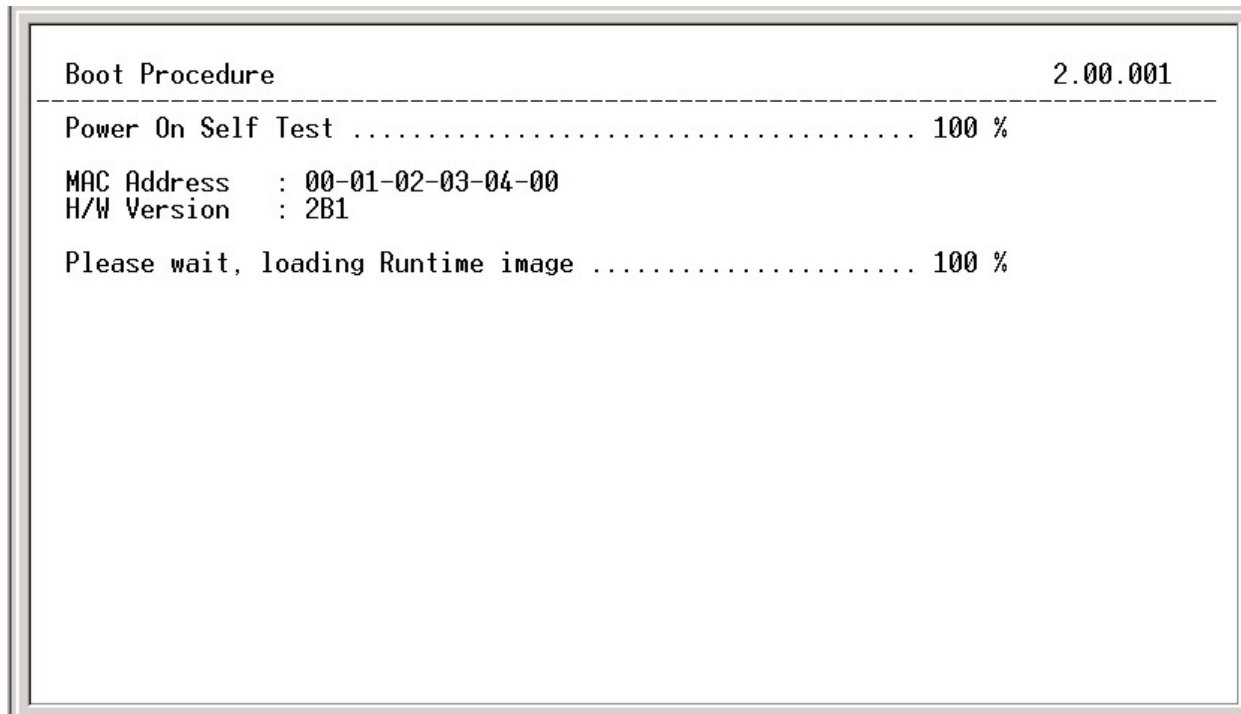 Boot Procedure 2.00.001
--------------------------------------------------------------------------------
Power On Self Test ...................................... 100 %
MAC Address : 00-01-02-03-04-00
H/W Version : 2B1
Please wait, loading Runtime image ...................... 100 %